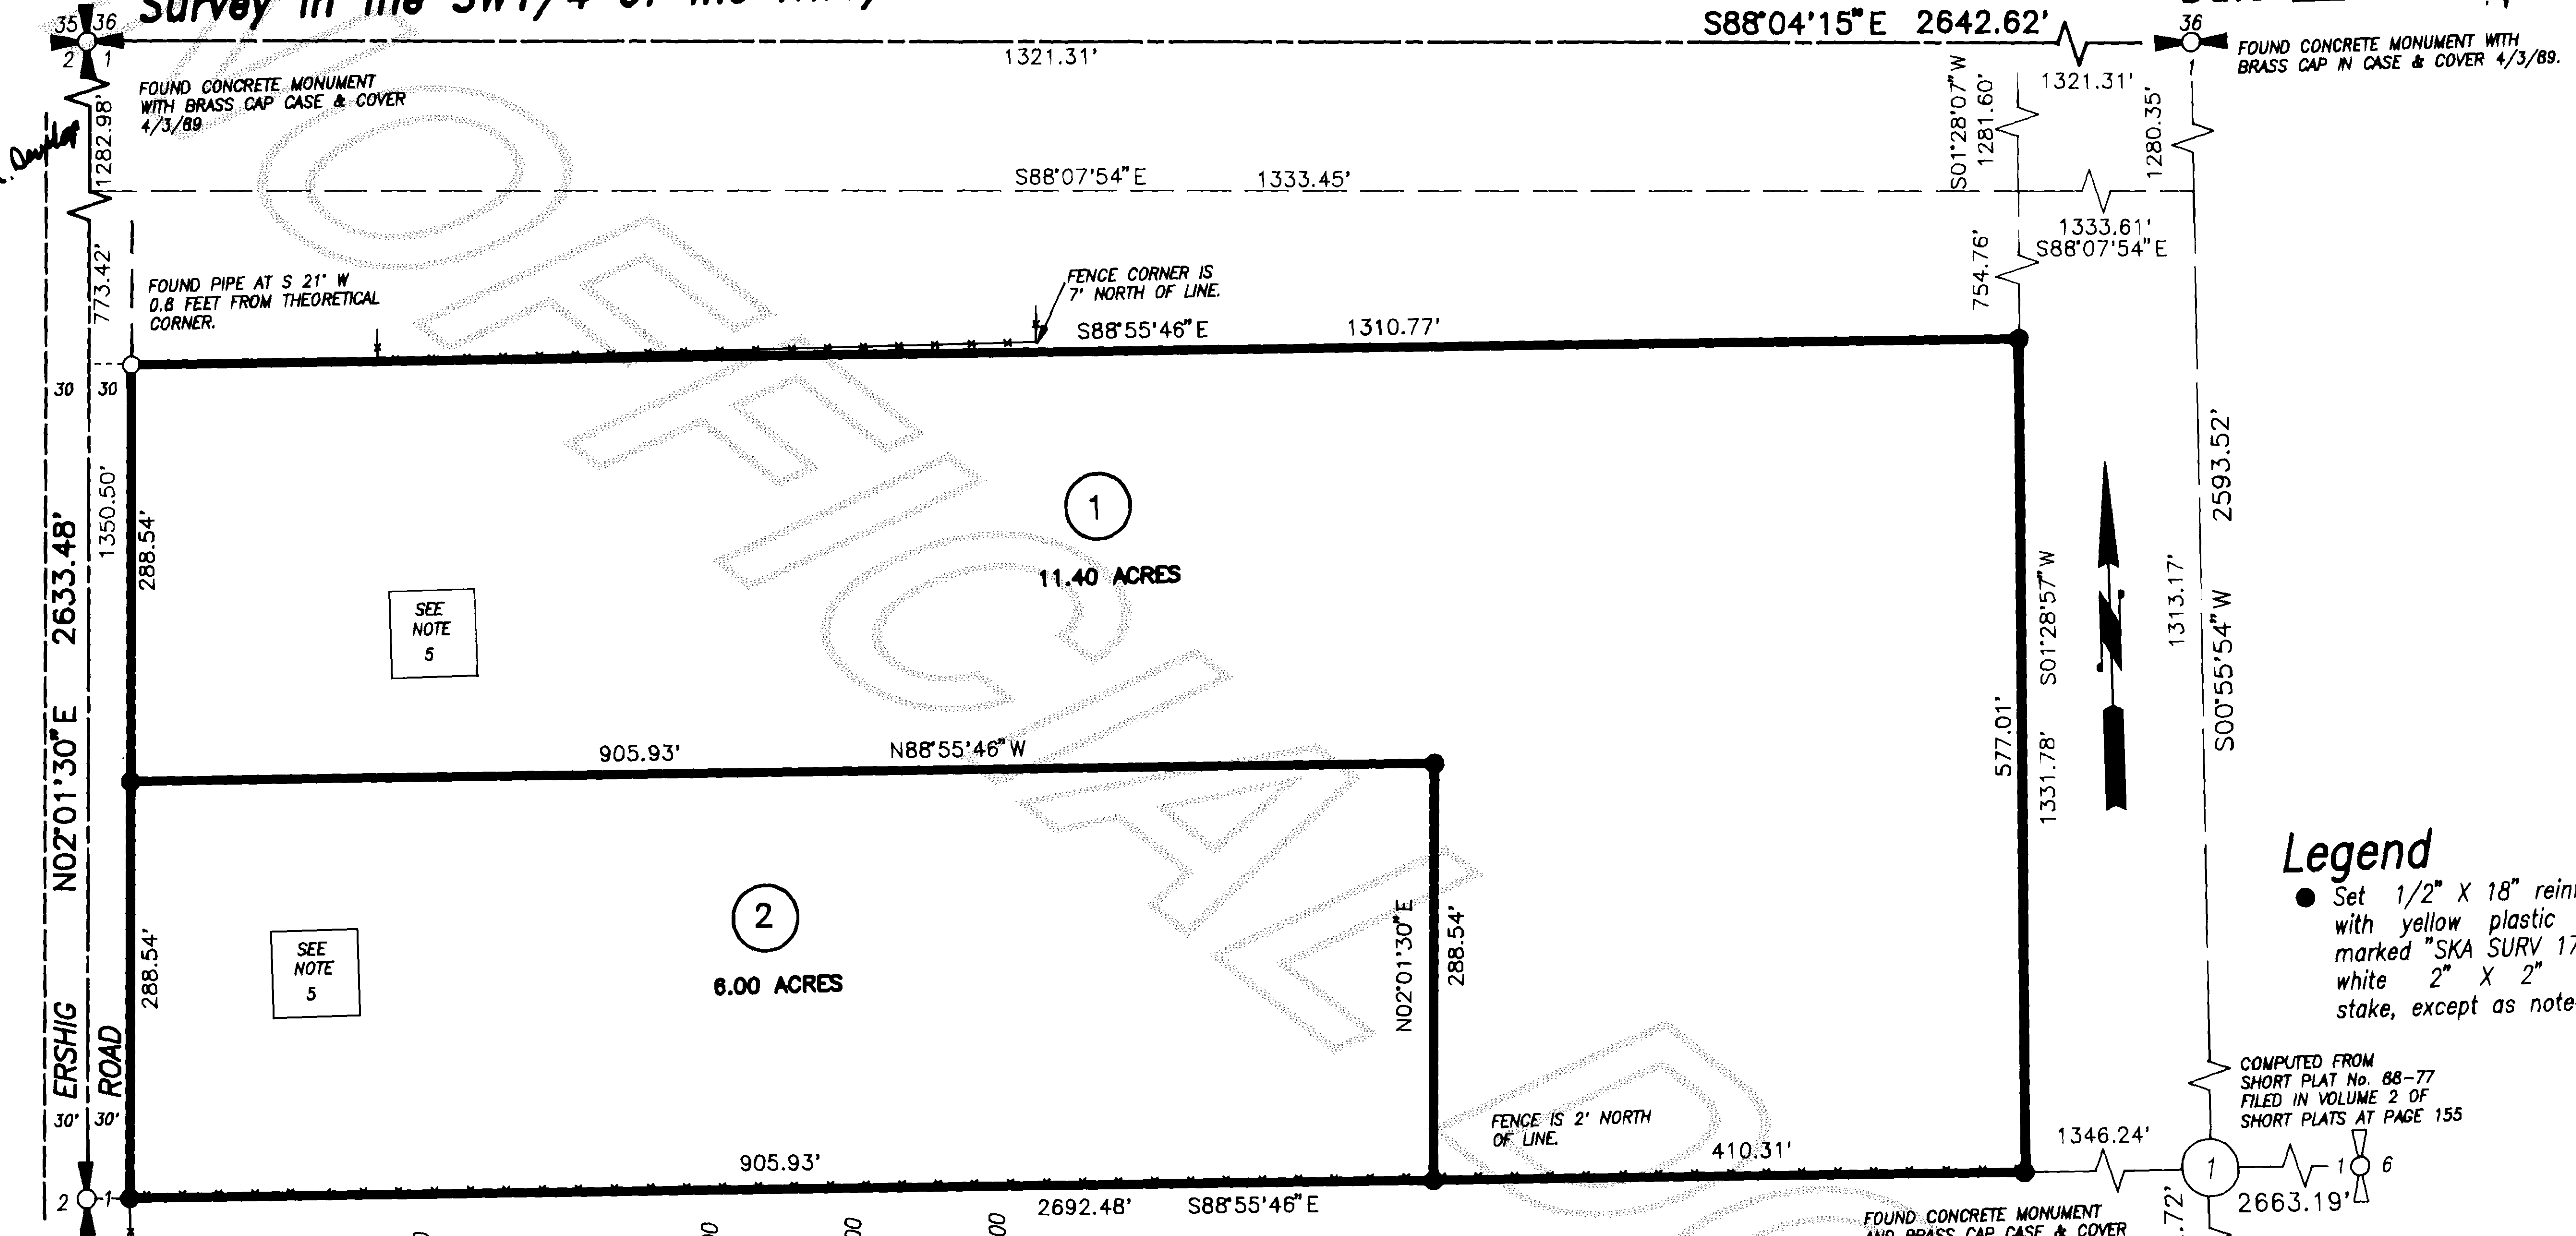 Survey in the SW1/4 of the
35 36
2 1
S88°04'15"E 2642.62'
1321.31'
36
1
FOUND CONCRETE MONUMENT WITH
BRASS CAP IN CASE & COVER 4/3/89.
FOUND CONCRETE MONUMENT
WITH BRASS CAP CASE & COVER
4/3/89
1282.98'
S01°28'07"W
1281.60'
1321.31'
1280.35'
S88°07'54"E 1333.45'
1333.61'
S88°07'54"E
773.42'
754.76'
FOUND PIPE AT S 21° W
0.8 FEET FROM THEORETICAL
CORNER.
FENCE CORNER IS
7' NORTH OF LINE.
S88°55'46"E 1310.77'
30 30
1350.50'
288.54'
1
11.40 ACRES
SEE
NOTE
5
N02°01'30"E 2633.48'
S01°28'57"W
1331.78'
577.01'
N
1313.17'
S00°55'54"W 2593.52'
905.93' N88°55'46"W
288.54'
2
6.00 ACRES
SEE
NOTE
5
N02°01'30"E
288.54'
ERSHIG
ROAD
30' 30'
Legend
Set 1/2" X 18"
with yellow plastic
marked "SKA SURV
white 2" X 2"
stake, except as
COMPUTED FROM
SHORT PLAT No. 88-77
FILED IN VOLUME 2 OF
SHORT PLATS AT PAGE 155
FENCE IS 2' NORTH
OF LINE.
905.93'
410.31'
1346.24'
1
1 6
2663.19'
2 1
2692.48' S88°55'46"E
FOUND CONCRETE MONUMENT
AND BRASS CAP CASE & COVER
.72'
UNOFFICIAL DOC